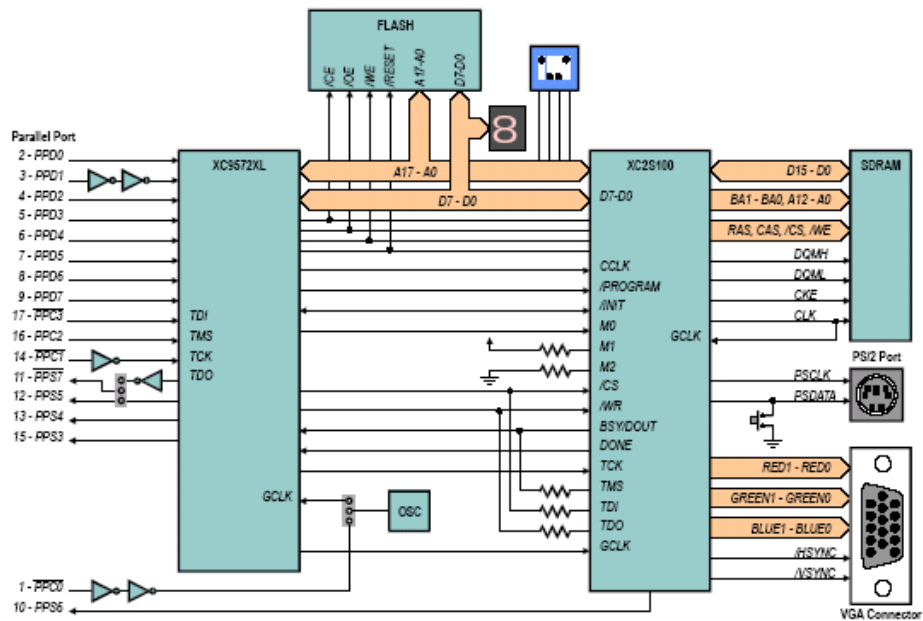 FLASH
/CE
/OE
/WE
/RESET
A17-A0
D7-D0
8
Parallel Port
2 - PPD0
3 - PPD1
4 - PPD2
5 - PPD3
6 - PPD4
7 - PPD5
8 - PPD6
9 - PPD7
17 - PPC3
16 - PPC2
14 - PPC1
11 - PPS7
12 - PPS5
13 - PPS4
15 - PPS3
1 - PPC0
10 - PPS6
XC9572XL
TDI
TMS
TCK
TDO
GCLK
A17 - A0
D7 - D0
OSC
XC2S100
D7-D0
CCLK
/PROGRAM
/INIT
M0
M1
M2
/CS
/WR
BSY/DOUT
DONE
TCK
TMS
TDI
TDO
GCLK
GCLK
D15 - D0
BA1 - BA0, A12 - A0
RAS, CAS, /CS, /WE
DQMH
DQML
CKE
CLK
SDRAM
PS/2 Port
PSCLK
PSDATA
RED1 - RED0
GREEN1 - GREEN0
BLUE1 - BLUE0
/HSYNC
/VSYNC
VGA Connector